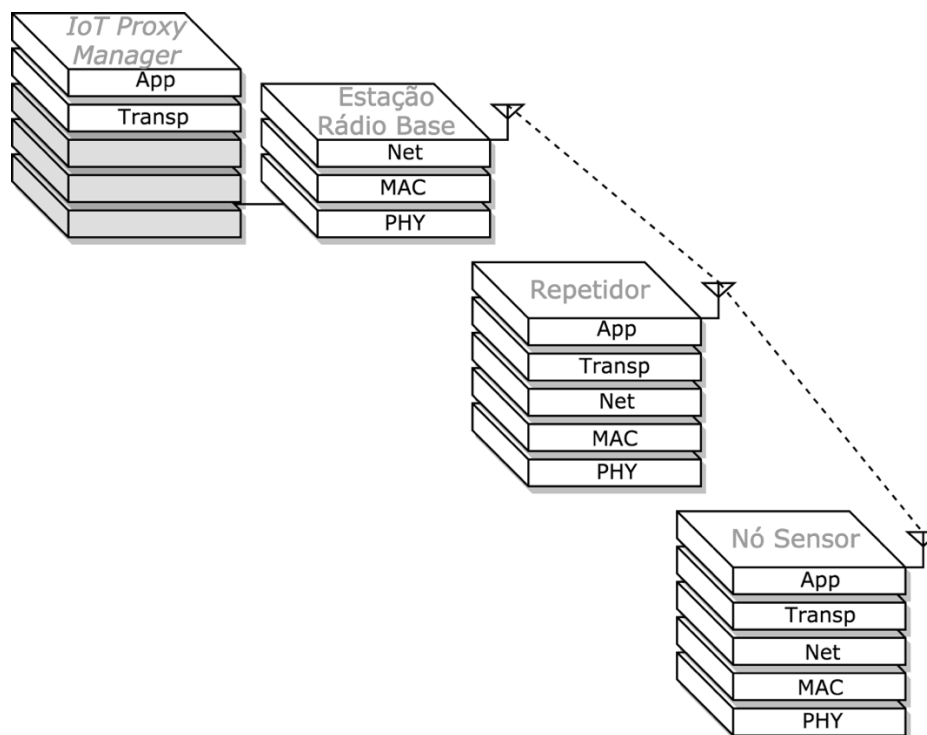 IoT Proxy
Manager
App
Transp
Estação
Rádio Base
Net
MAC
PHY
Repetidor
App
Transp
Net
MAC
PHY
Nó Sensor
App
Transp
Net
MAC
PHY